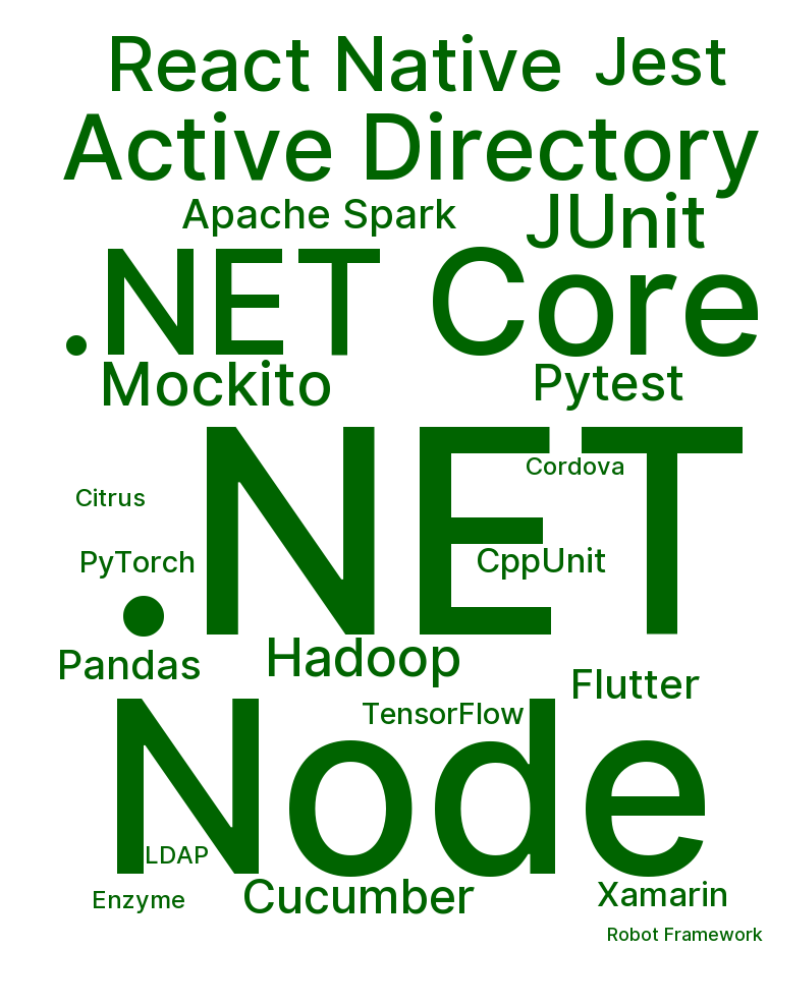 React Native Jest
Active Directory
Apache Spark JUnit
.NET Core
Mockito Pytest
.NET
Cordova
Citrus
PyTorch CppUnit
Pandas Hadoop
Flutter
TensorFlow
Node
LDAP
Enzyme Cucumber Xamarin
Robot Framework